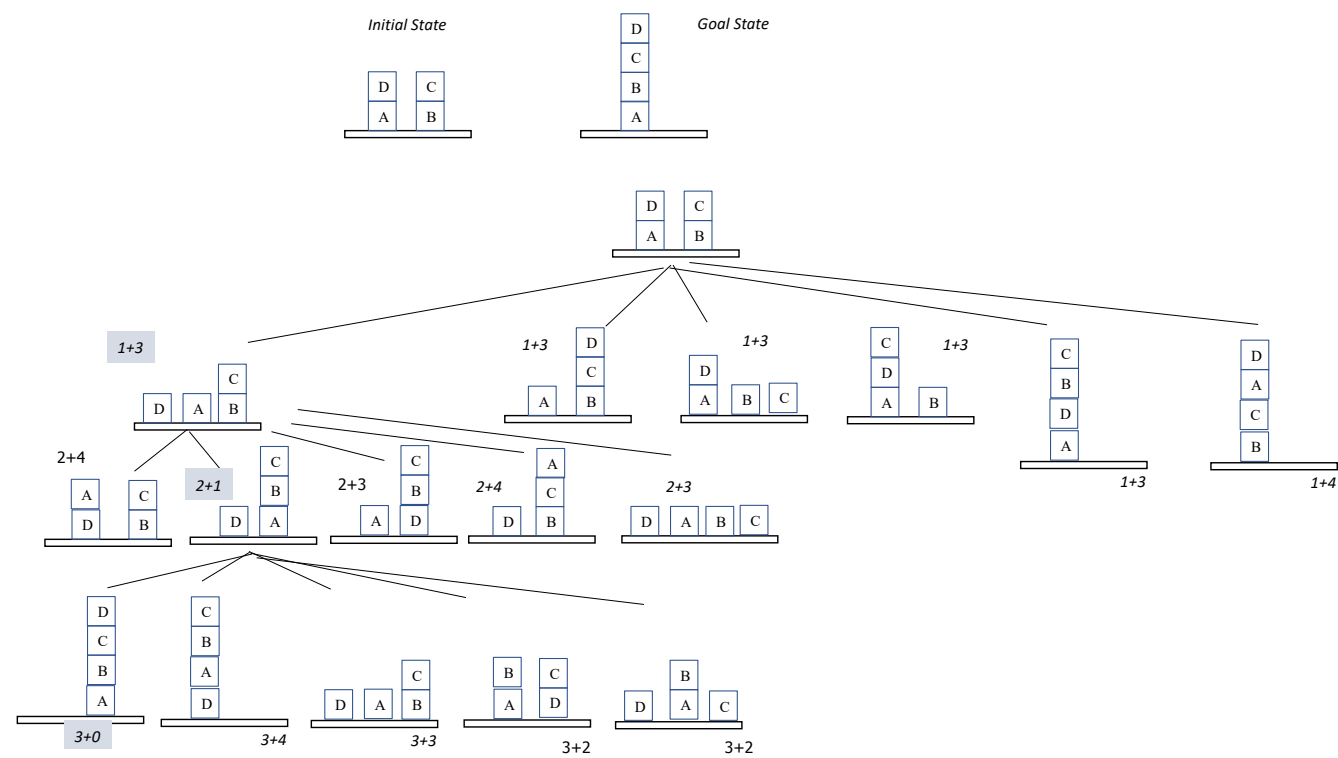 Initial State
Goal State
D
C
B
A
D C
A B
D C
A B
1+3
1+3
1+3
1+3
D
C
A B
D
A B C
C
D
A B
C
B
D
A
D
A
C
B
C
D A B
1+3
1+4
2+4
2+1
2+3
2+4
2+3
A C
D B
C
B
D A
C
B
A D
A
C
D B
D A B C
D
C
B
A
C
B
A
D
C
D A B
B C
A D
B
D A C
3+0
3+4
3+3
3+2
3+2